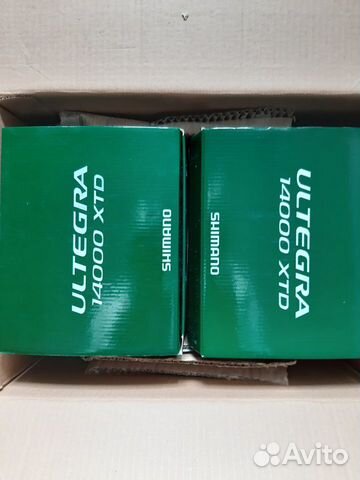 ULTEGRA
14000 XTD
SHIMANO
ULTEGRA
14000 XTD
SHIMANO
Avito